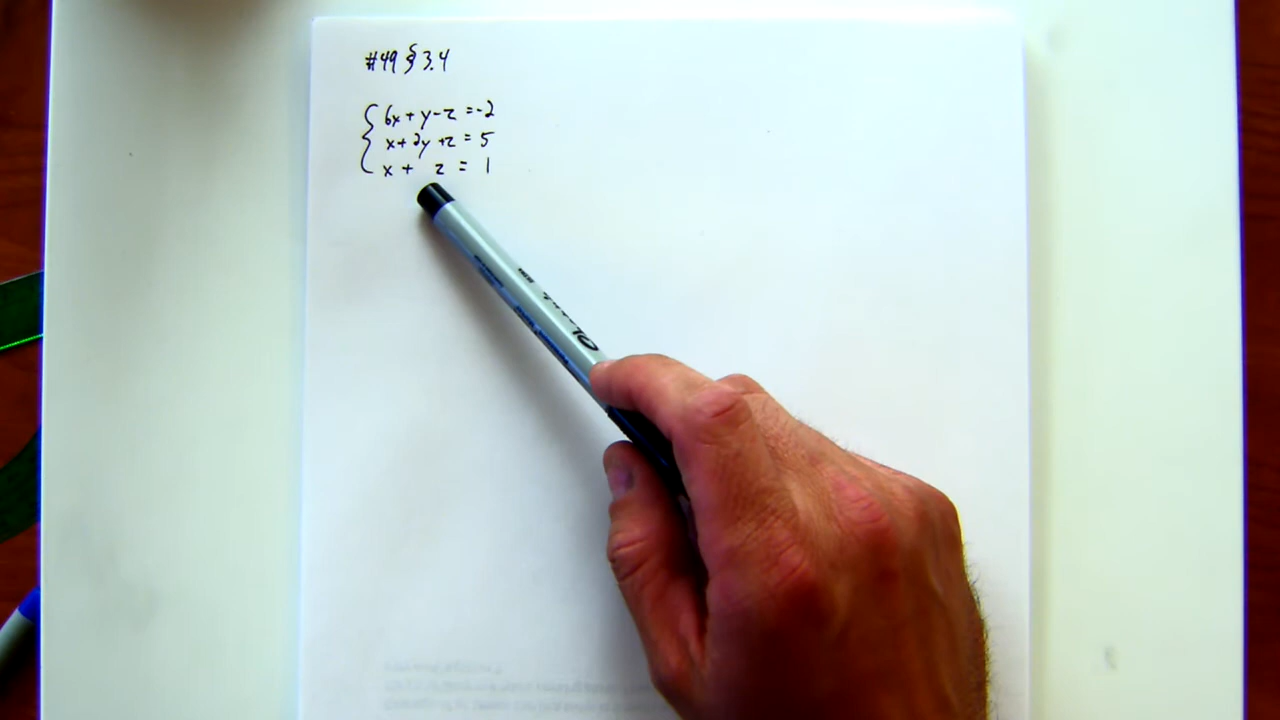 #49 § 3.4
6x + y - z = -2
x + 2y + z = 5
x + z = 1